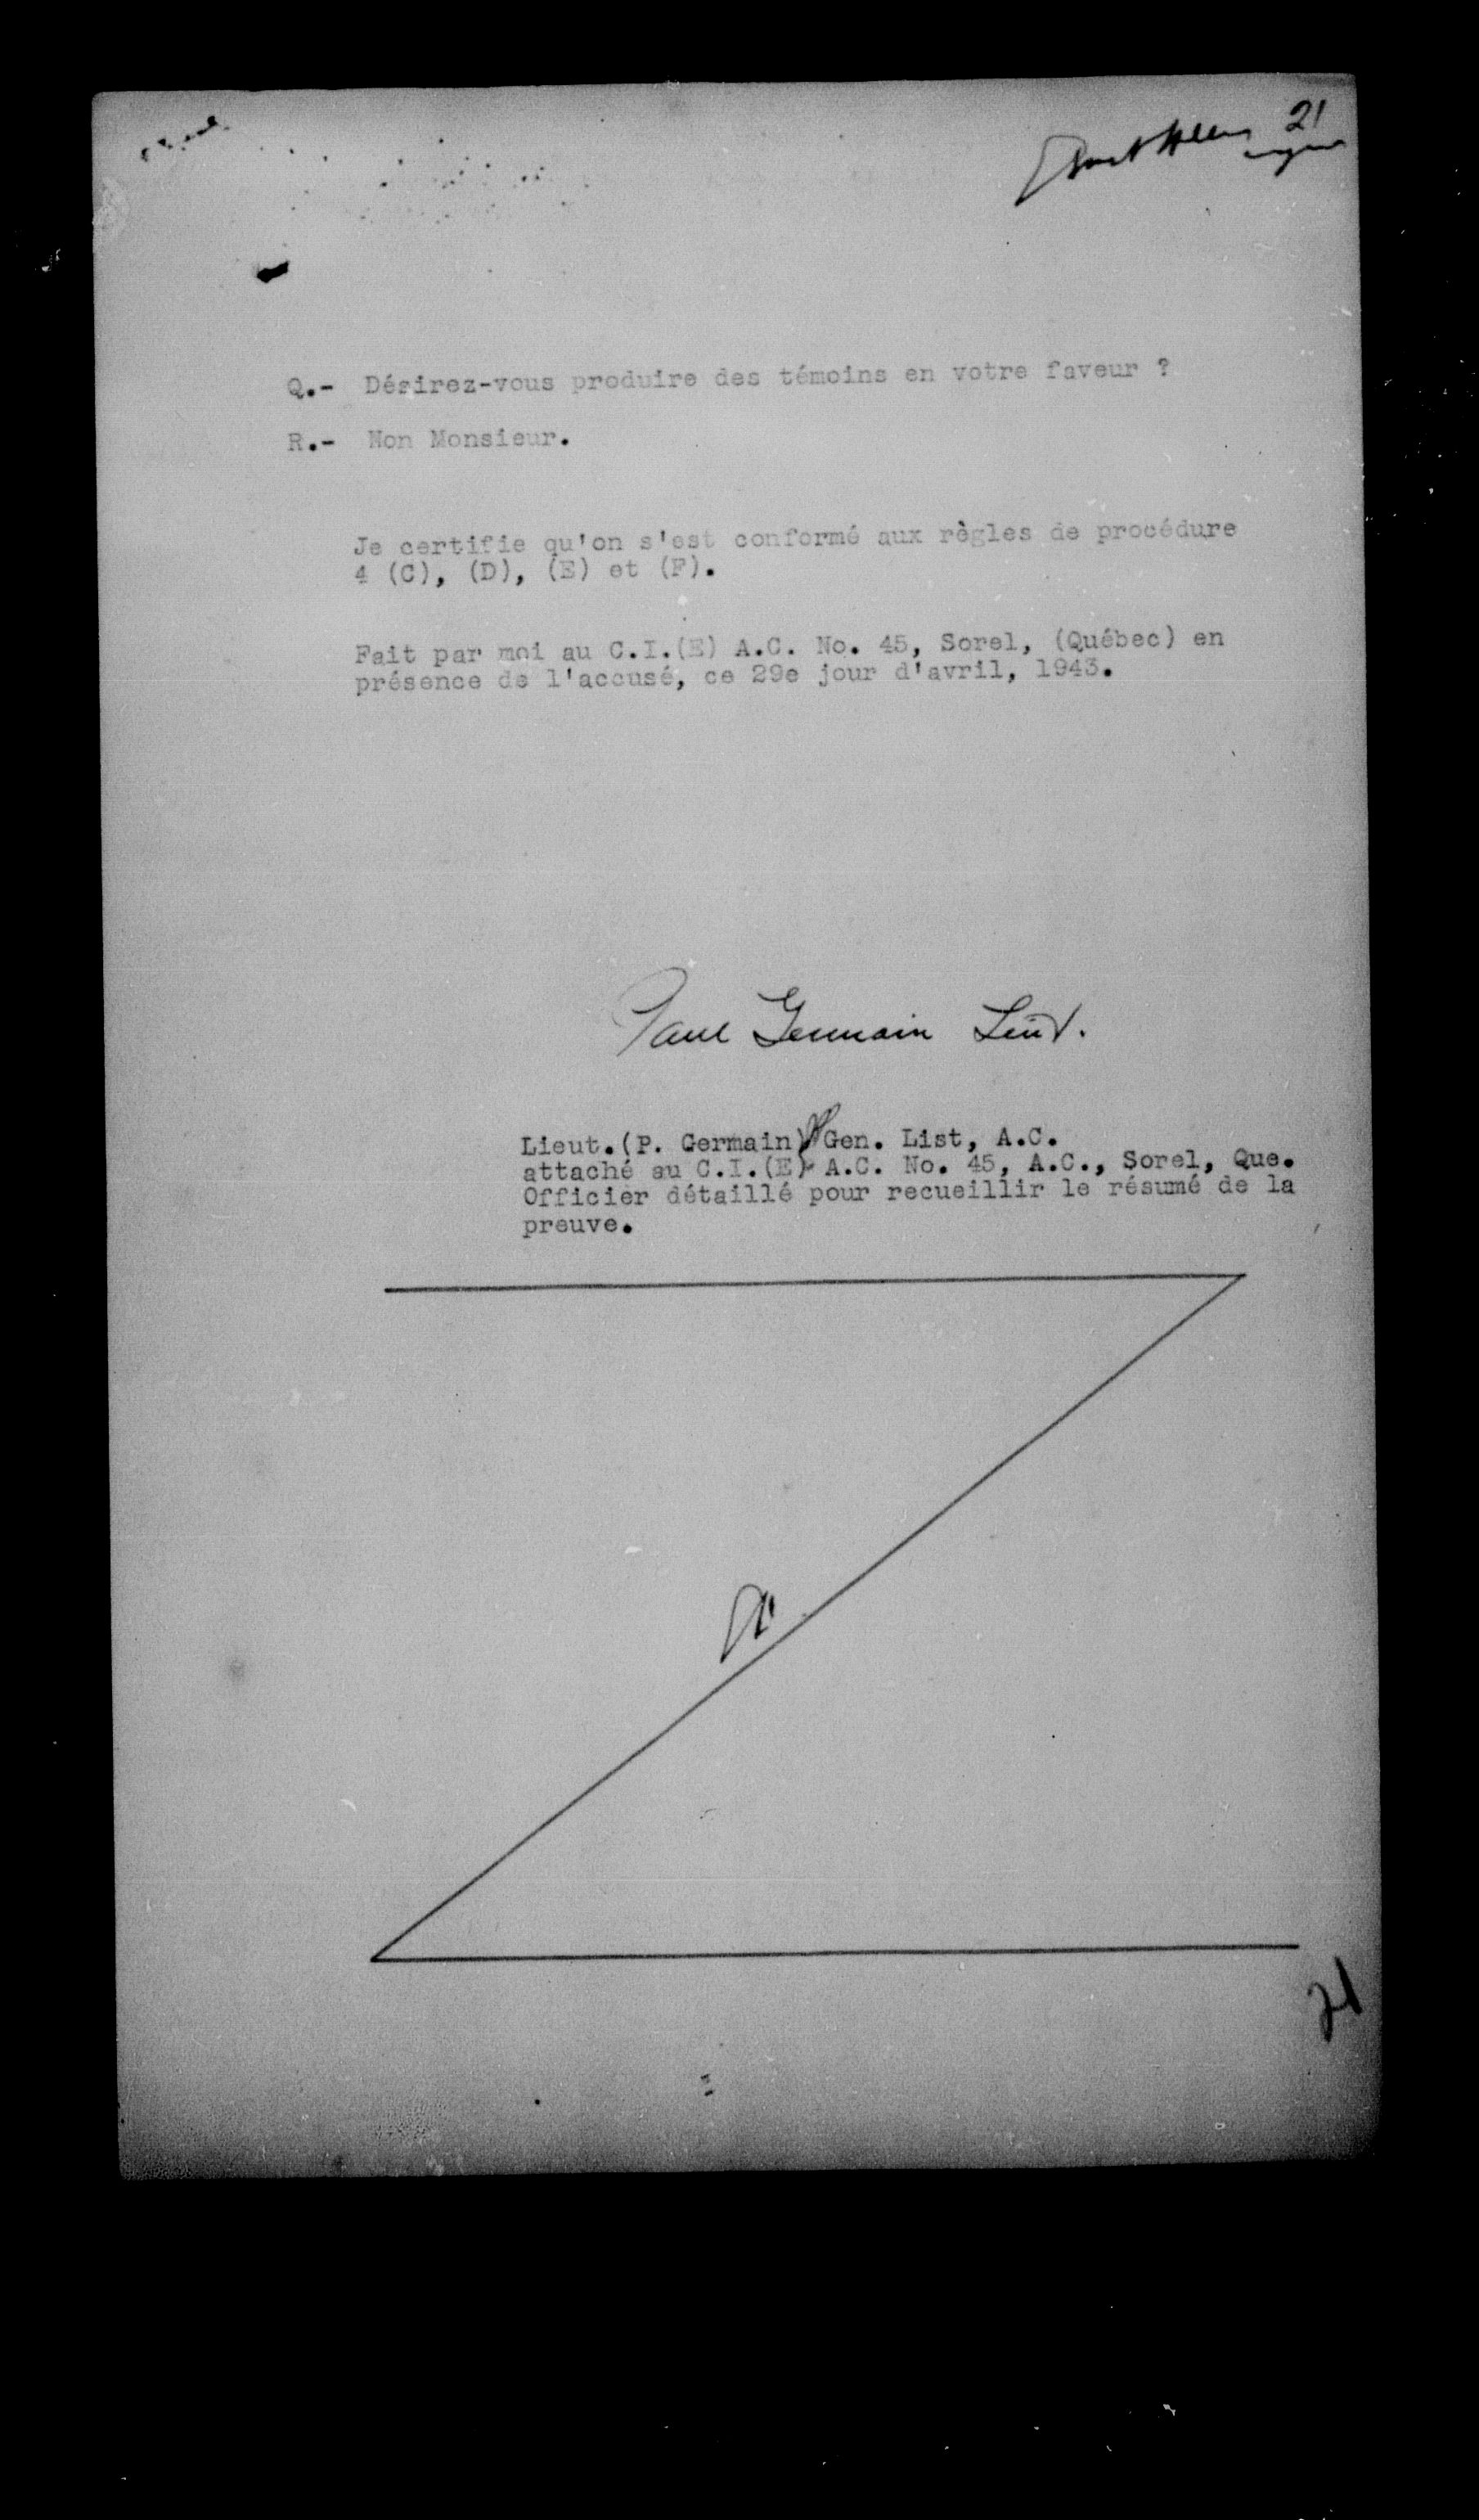 21
Q.- Désirez-vous produire des témoins en votre faveur ?
R.- Non Monsieur.
Je certifie qu'on s'est conformé aux règles de procédure
4 (C), (D), (E) et (F).
Fait par moi au C.I.(E) A.C. No. 45, Sorel, (Québec) en
présence de l'accusé, ce 29e jour d'avril, 1943.
Paul Germain Lieut.
Lieut.(P. Germain) Gen. List, A.C.
attaché au C.I.(E) A.C. No. 45, A.C., Sorel, Que.
Officier détaillé pour recueillir le résumé de la
preuve.
21